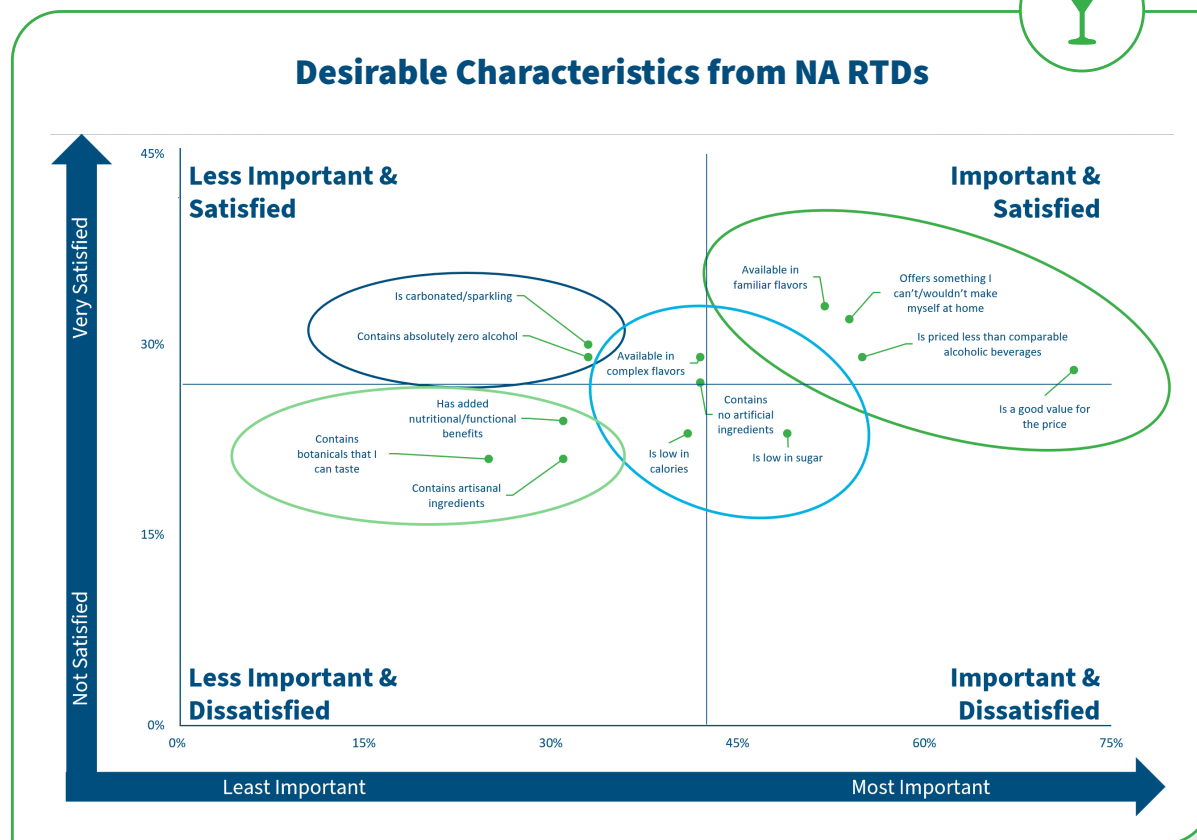 Desirable Characteristics from NA RTDs
Very Satisfied
Not Satisfied
45%
30%
15%
0%
Less Important &
Satisfied
Important &
Satisfied
Is carbonated/sparkling
Contains absolutely zero alcohol
Available in
familiar flavors
Offers something I
can't/wouldn't make
myself at home
Available in
complex flavors
Is priced less than comparable
alcoholic beverages
Is a good value for
the price
Has added
nutritional/functional
benefits
Contains
botanicals that I
can taste
Contains artisanal
ingredients
Contains
no artificial
ingredients
Is low in
calories
Is low in sugar
Less Important &
Dissatisfied
Important &
Dissatisfied
0%
15%
30%
45%
60%
75%
Least Important
Most Important